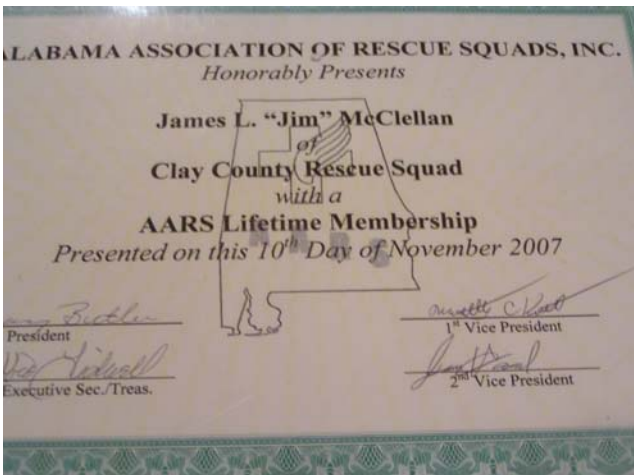 ALABAMA ASSOCIATION OF RESCUE SQUADS, INC.
Honorably Presents
James L. "Jim" McClellan
of
Clay County Rescue Squad
with a
AARS Lifetime Membership
Presented on this 10th Day of November 2007
President
1st Vice President
Executive Sec./Treas.
2nd Vice President